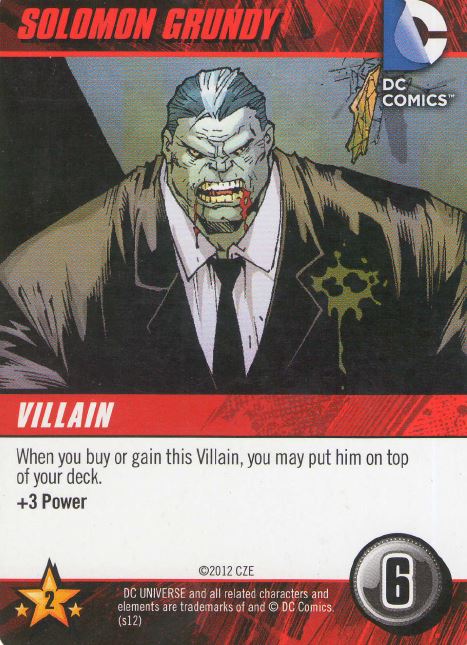 SOLOMON GRUNDY
DC
DC
COMICS™
VILLAIN
When you buy or gain this Villain, you may put him on top
of your deck.
+3 Power
©2012 CZE
2
DC UNIVERSE and all related characters and
elements are trademarks of and © DC Comics.
(s12)
6